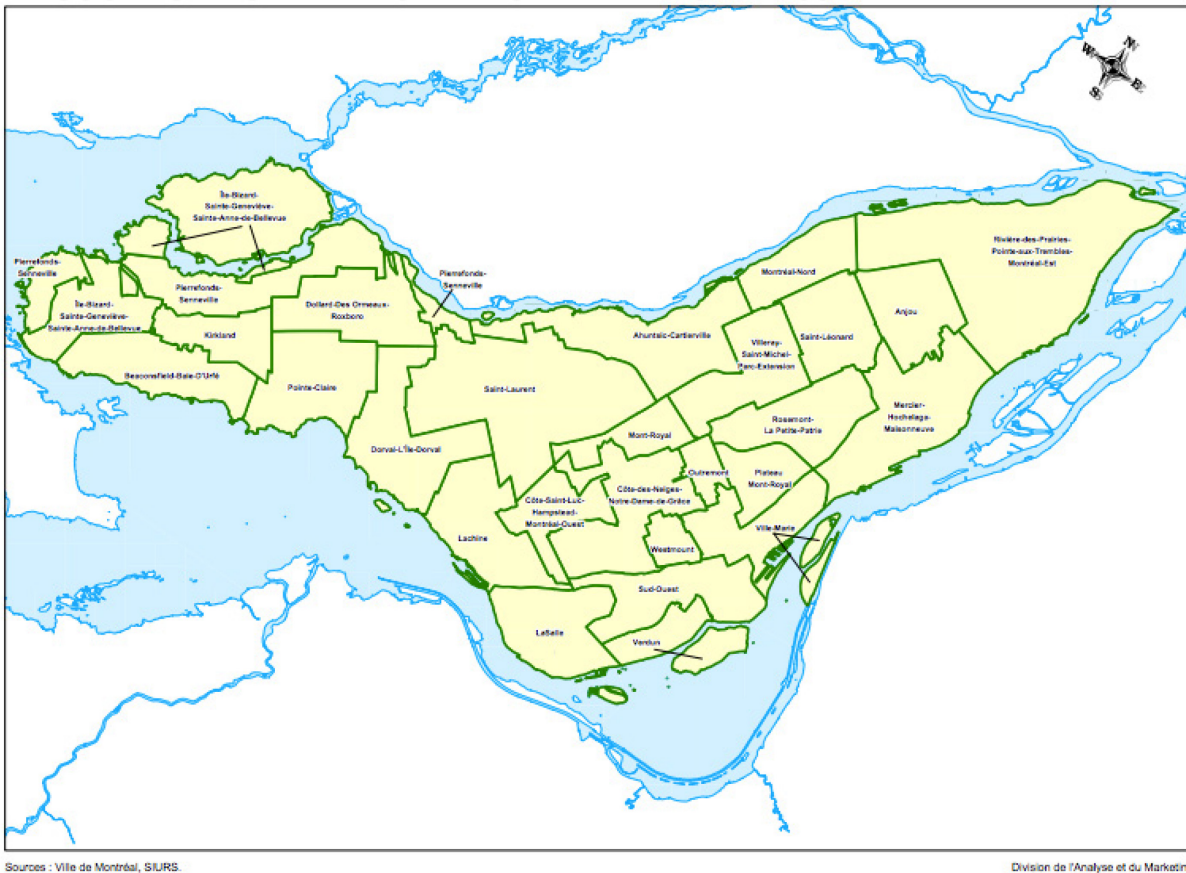 N
W
E
S
Île-Bizard-
Sainte-Geneviève-
Sainte-Anne-de-Bellevue
Rivière-des-Prairies-
Pointe-aux-Trembles-
Montréal-Est
Pierrefonds-
Senneville
Montréal-Nord
Pierrefonds-
Senneville
Pierrefonds-
Senneville
Île-Bizard-
Sainte-Geneviève-
Sainte-Anne-de-Bellevue
Dollard-Des Ormeaux-
Roxboro
Anjou
Kirkland
Ahuntsic-Cartierville
Saint-Léonard
Villeray-
Saint-Michel-
Parc-Extension
Beaconsfield-Baie-D'Urfé
Pointe-Claire
Saint-Laurent
Mercier-
Hochelaga-
Maisonneuve
Rosemont-
La Petite-Patrie
Mont-Royal
Dorval-L'Île-Dorval
Outremont
Plateau
Mont-Royal
Côte-des-Neiges-
Notre-Dame-de-Grâce
Côte-Saint-Luc-
Hampstead-
Montréal-Ouest
Ville-Marie
Lachine
Westmount
Sud-Ouest
LaSalle
Verdun
Sources : Ville de Montréal, SIURS.
Division de l'Analyse et du Marketin